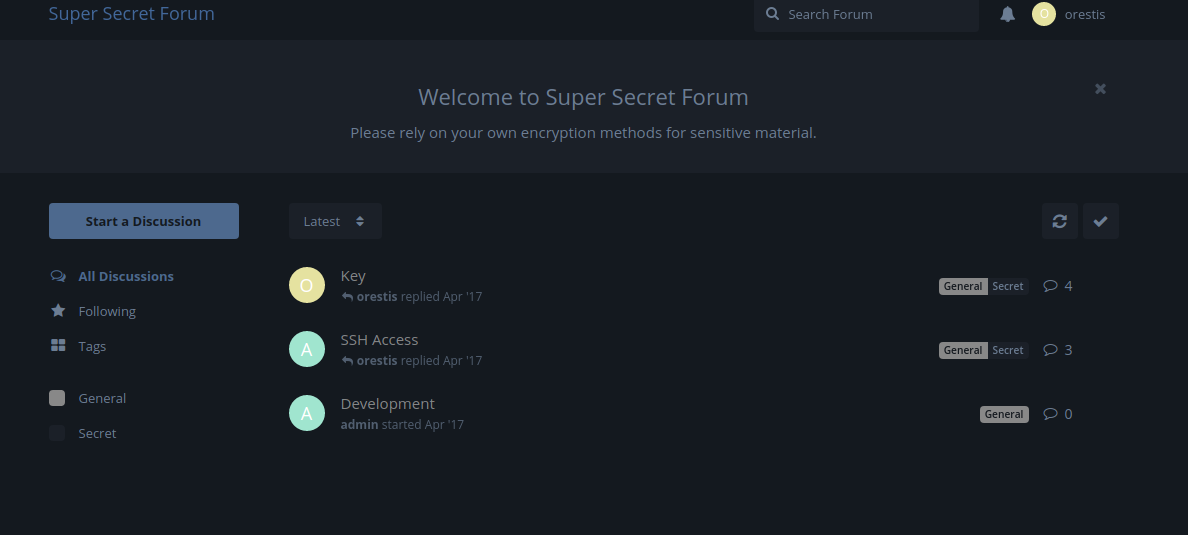 Super Secret Forum
Search Forum
O
orestis
Welcome to Super Secret Forum
Please rely on your own encryption methods for sensitive material.
Start a Discussion
Latest
All Discussions
Following
Tags
General
Secret
O
Key
orestis replied Apr '17
General Secret
4
A
SSH Access
orestis replied Apr '17
General Secret
3
A
Development
admin started Apr '17
General
0